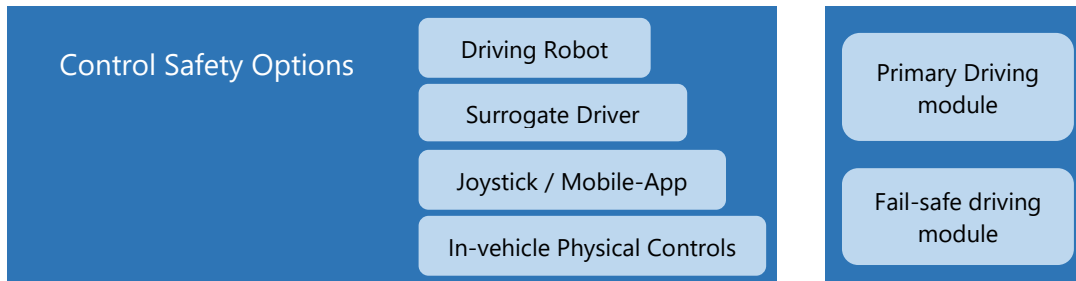 Control Safety Options
Driving Robot
Surrogate Driver
Joystick / Mobile-App
In-vehicle Physical Controls
Primary Driving
module
Fail-safe driving
module